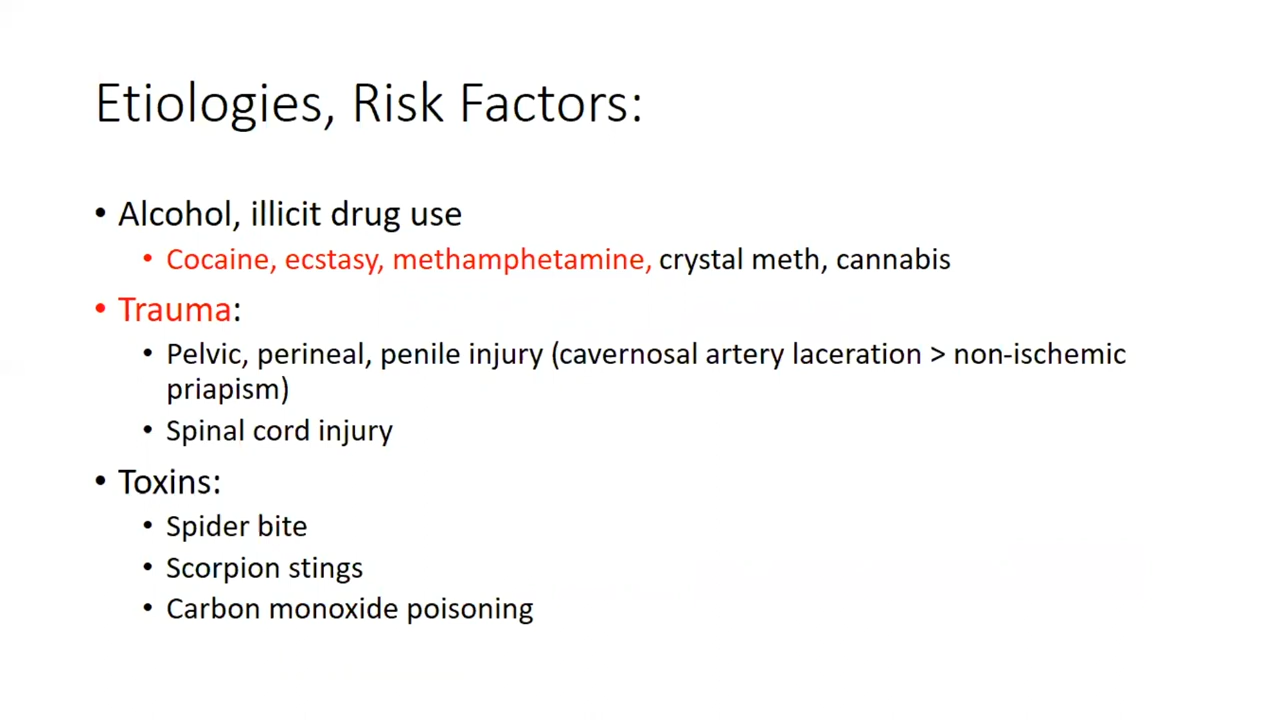 Etiologies, Risk Factors:
• Alcohol, illicit drug use
• Cocaine, ecstasy, methamphetamine, crystal meth, cannabis
• Trauma:
• Pelvic, perineal, penile injury (cavernosal artery laceration > non-ischemic
priapism)
• Spinal cord injury
• Toxins:
• Spider bite
• Scorpion stings
• Carbon monoxide poisoning